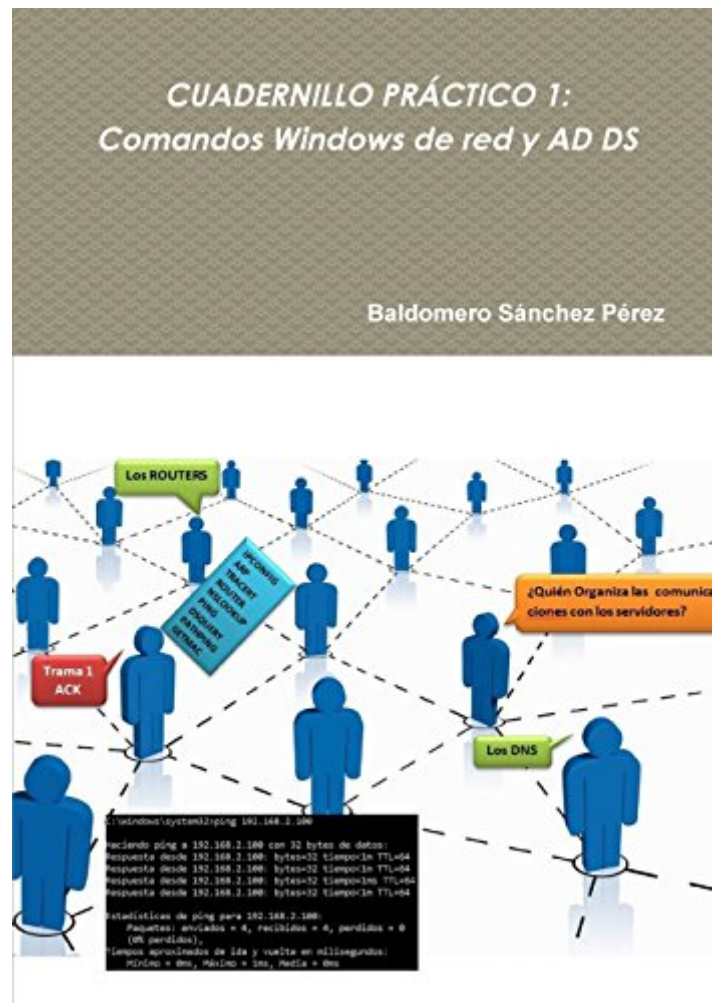 CUADERNILLO PRÁCTICO 1:
Comandos Windows de red y AD DS
Baldomero Sánchez Pérez
Los ROUTERS
IPCONFIG
ARP
TRACERT
ROUTER
NSLOOKUP
PING
DSQUERY
PATHPING
GETMAC
¿Quién Organiza las comunica
ciones con los servidores?
Trama 1
ACK
Los DNS
C:\windows\system32>ping 192.168.2.100
Haciendo ping a 192.168.2.100 con 32 bytes de datos:
Respuesta desde 192.168.2.100: bytes=32 tiempo<1m TTL=64
Respuesta desde 192.168.2.100: bytes=32 tiempo<1m TTL=64
Respuesta desde 192.168.2.100: bytes=32 tiempo=1ms TTL=64
Respuesta desde 192.168.2.100: bytes=32 tiempo<1m TTL=64
Estadísticas de ping para 192.168.2.100:
Paquetes: enviados = 4, recibidos = 4, perdidos = 0
(0% perdidos),
Tiempos aproximados de ida y vuelta en milisegundos:
Mínimo = 0ms, Máximo = 1ms, Media = 0ms